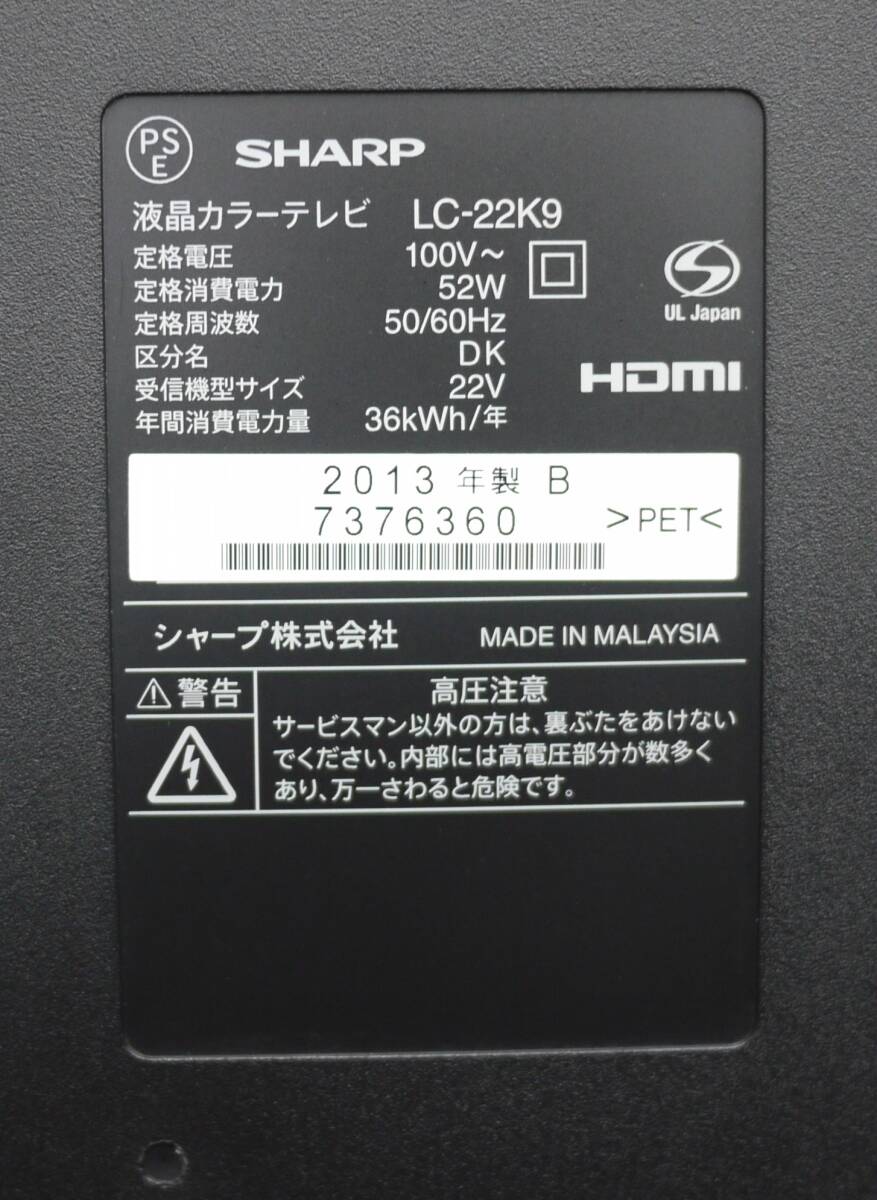 PS
E
SHARP
液晶カラーテレビ LC-22K9
定格電圧 100V～
定格消費電力 52W
定格周波数 50/60Hz
区分名 DK
受信機型サイズ 22V
年間消費電力量 36kWh/年
UL Japan
HDMI
2013 年製 B
7376360 >PET<
シャープ株式会社 MADE IN MALAYSIA
警告
高圧注意
サービスマン以外の方は、裏ぶたをあけない
でください。内部には高電圧部分が数多く
あり、万一さわると危険です。